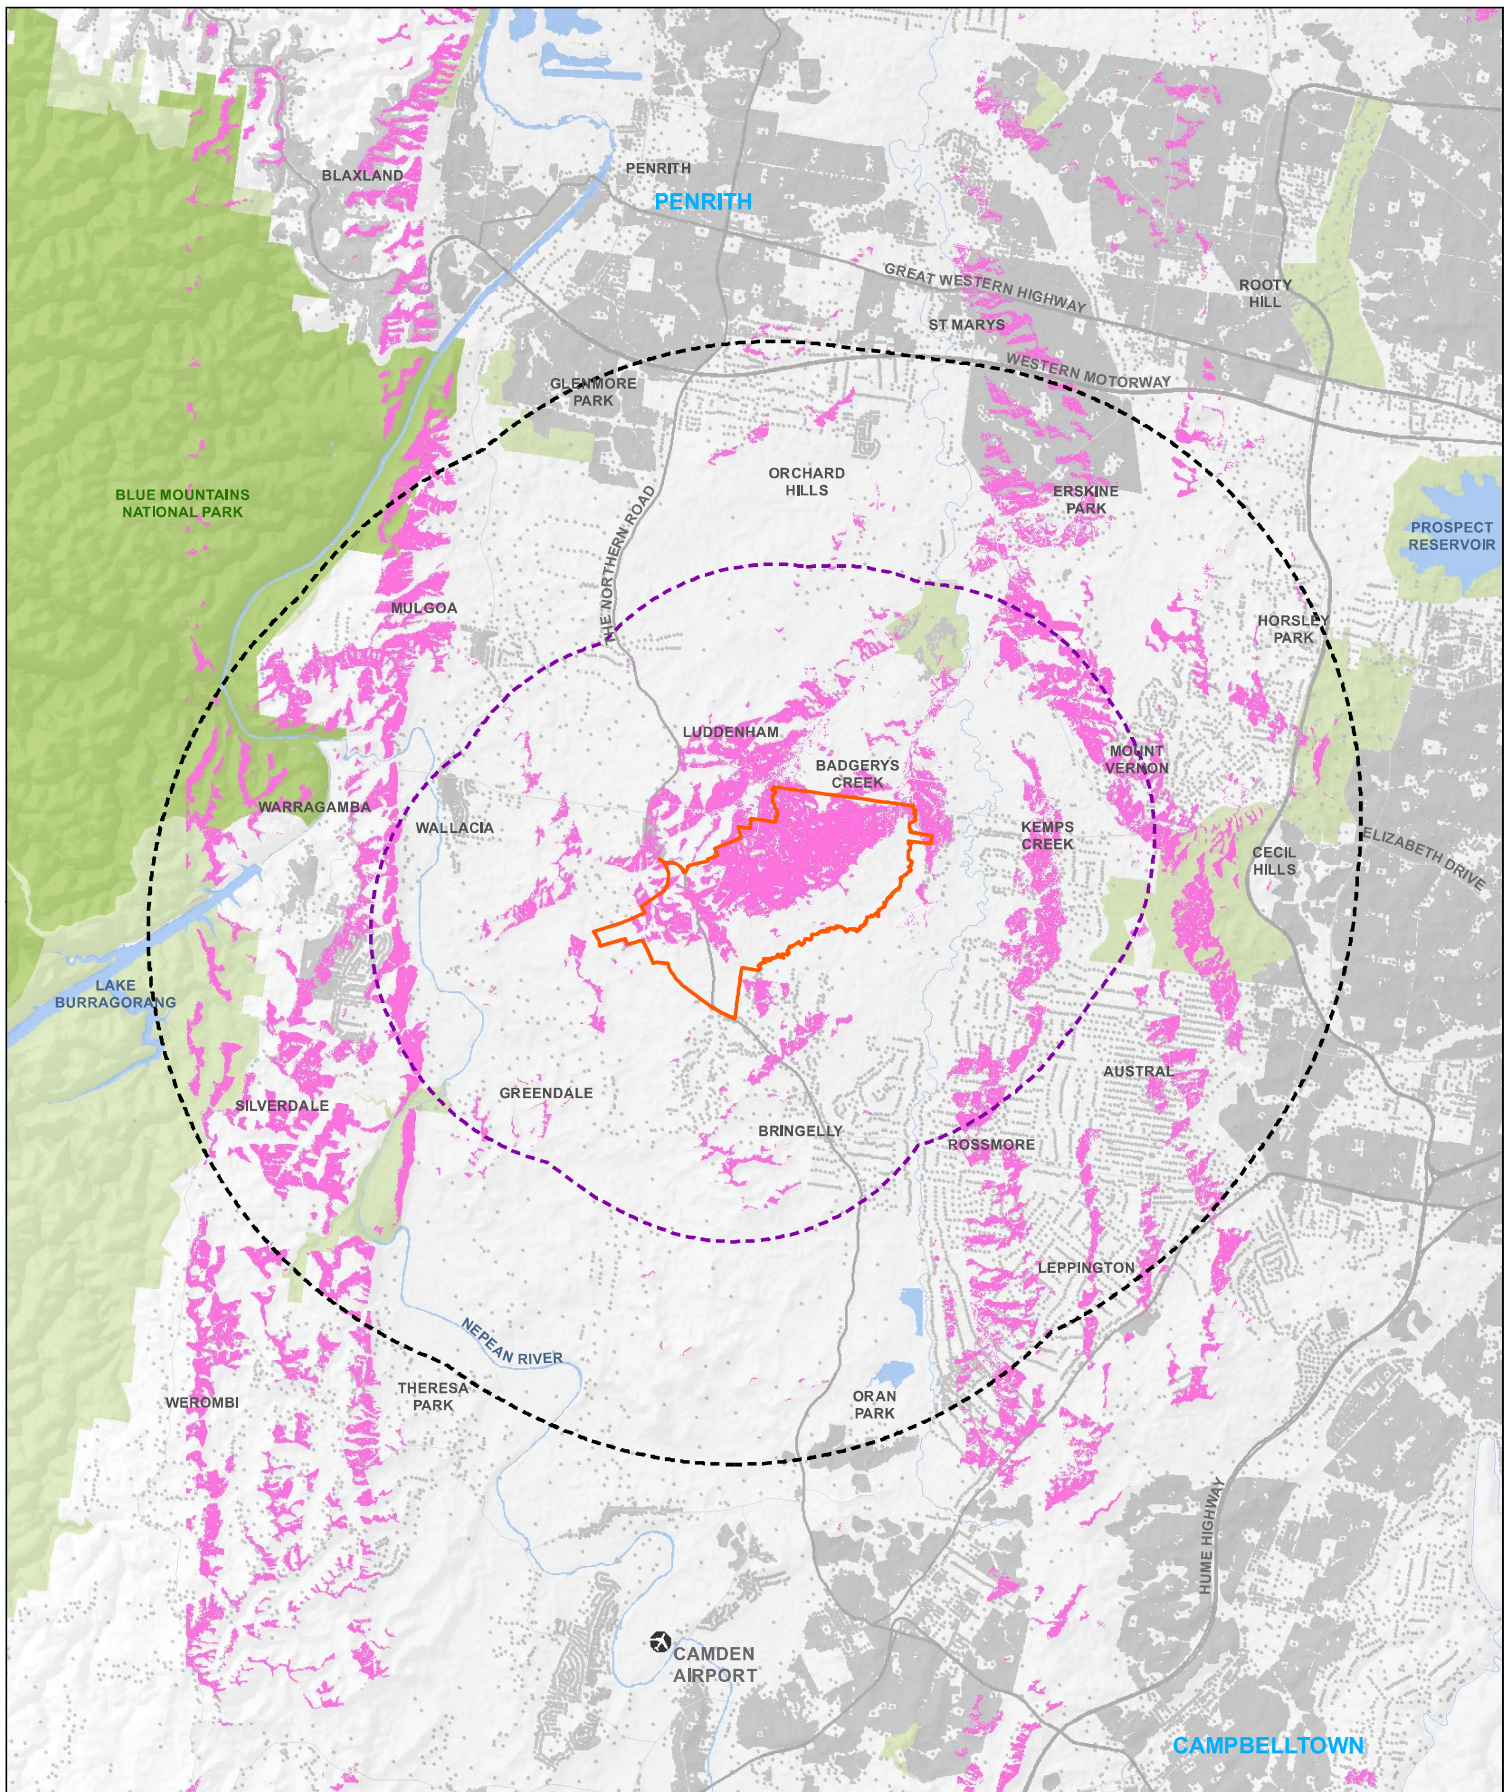 PENRITH
BLAXLAND
PENRITH
GREAT WESTERN HIGHWAY
ROOTY
HILL
ST MARYS
WESTERN MOTORWAY
GLENMORE
PARK
ORCHARD
HILLS
ERSKINE
PARK
BLUE MOUNTAINS
NATIONAL PARK
PROSPECT
RESERVOIR
THE NORTHERN ROAD
MULGOA
HORSLEY
PARK
LUDDENHAM
BADGERYS
CREEK
MOUNT
VERNON
WARRAGAMBA
WALLACIA
KEMPS
CREEK
CECIL
HILLS
ELIZABETH DRIVE
LAKE
BURRAGORANG
AUSTRAL
GREENDALE
SILVERDALE
BRINGELLY
ROSSMORE
LEPPINGTON
NEPEAN RIVER
THERESA
PARK
WEROMBI
ORAN
PARK
HUME HIGHWAY
CAMDEN
AIRPORT
CAMPBELLTOWN